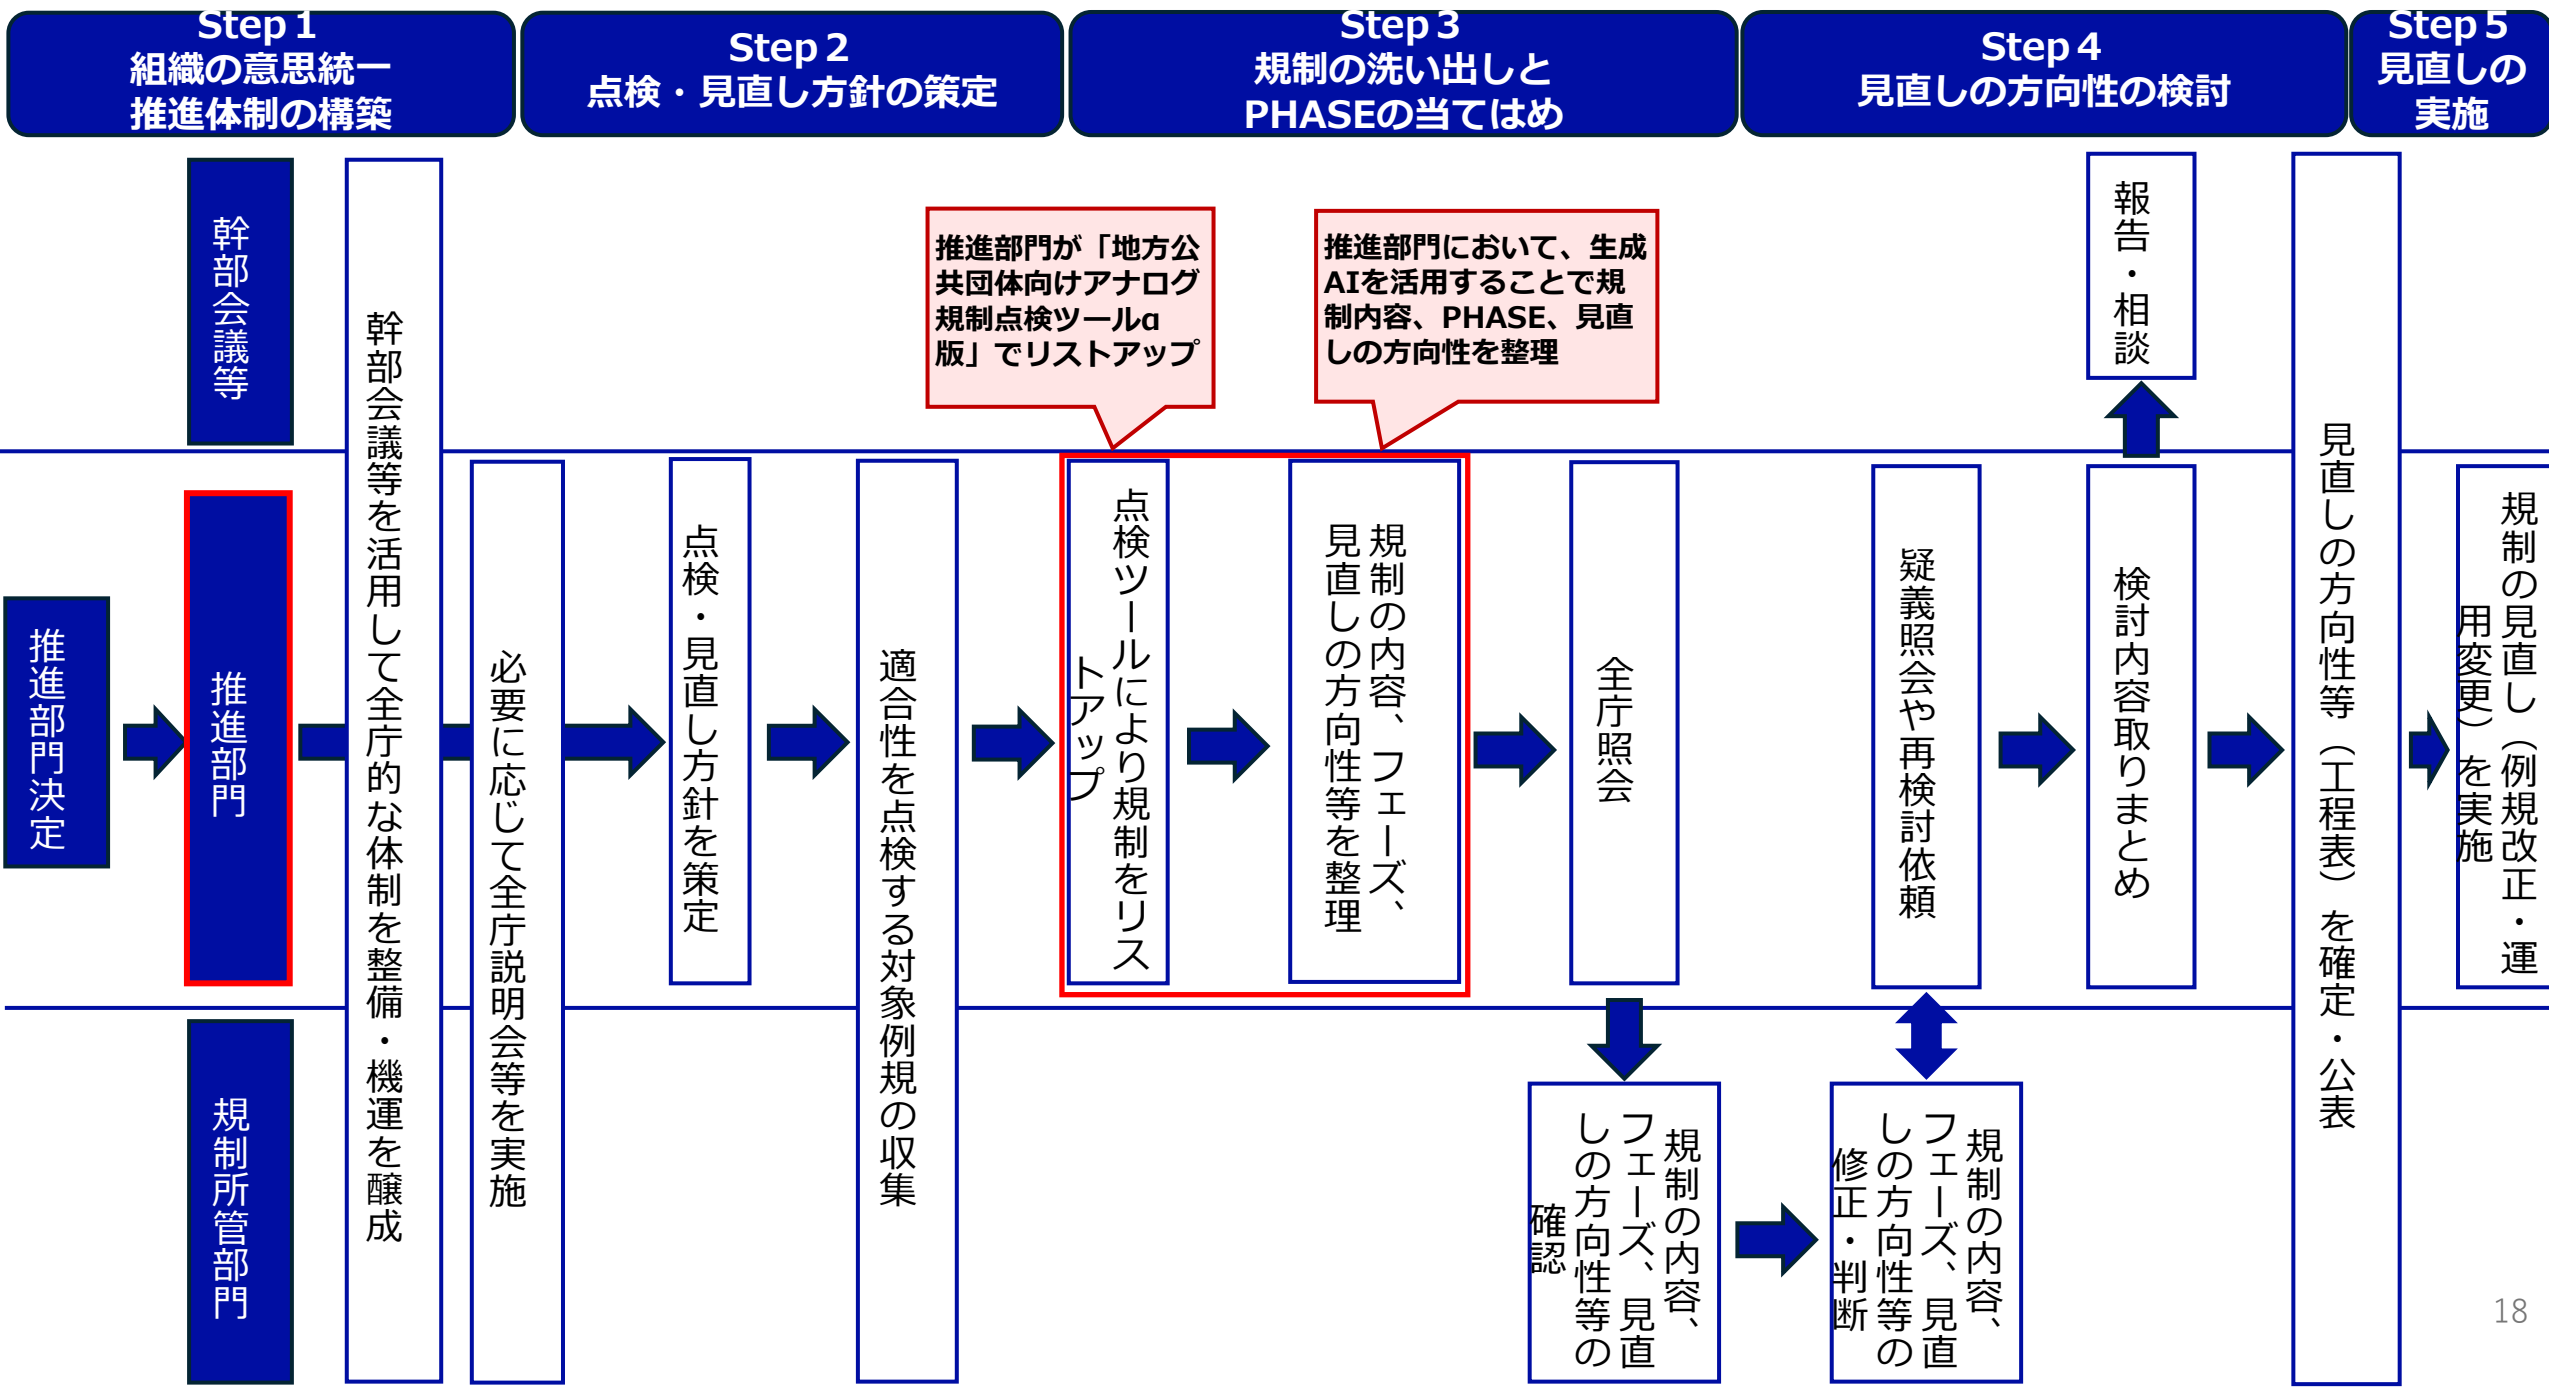 Step１
組織の意思統一
推進体制の構築
Step２
点検・見直し方針の策定
Step３
規制の洗い出しと
PHASEの当てはめ
Step４
見直しの方向性の検討
Step５
見直しの
実施
幹部会議等
推進部門決定
推進部門
規制所管部門
幹部会議等を活用して全庁的な体制を整備・機運を醸成
必要に応じて全庁説明会等を実施
点検・見直し方針を策定
適合性を点検する対象例規の収集
推進部門が「地方公
共団体向けアナログ
規制点検ツールα
版」でリストアップ
点検ツールにより規制をリス
トアップ
推進部門において、生成
AIを活用することで規
制内容、PHASE、見直
しの方向性を整理
規制の内容、フェーズ、
見直しの方向性等を整理
全庁照会
規制の内容、
フェーズ、見直
しの方向性等の
確認
疑義照会や再検討依頼
規制の内容、
フェーズ、見直
しの方向性等の
修正・判断
検討内容取りまとめ
報告・相談
見直しの方向性等（工程表）を確定・公表
規制の見直し（例規改正・運
用変更）を実施
18